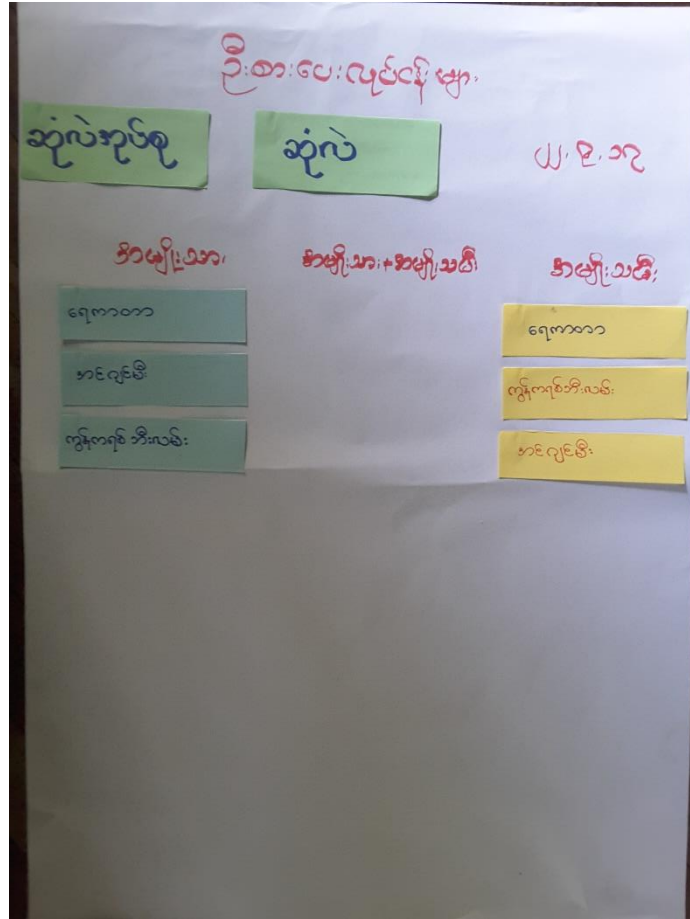 ဦးစားပေးလုပ်ငန်းများ
ဆုံလဲအုပ်စု ဆုံလဲ ၂၂.၉.၁၇
အမျိုးသား အမျိုးသား+အမျိုးသမီး အမျိုးသမီး
ရေကာတာ ရေကာတာ
အင်ဂျင်မီး ကွန်ကရစ်ဘီးလမ်း
ကွန်ကရစ်ဘီးလမ်း အင်ဂျင်မီး